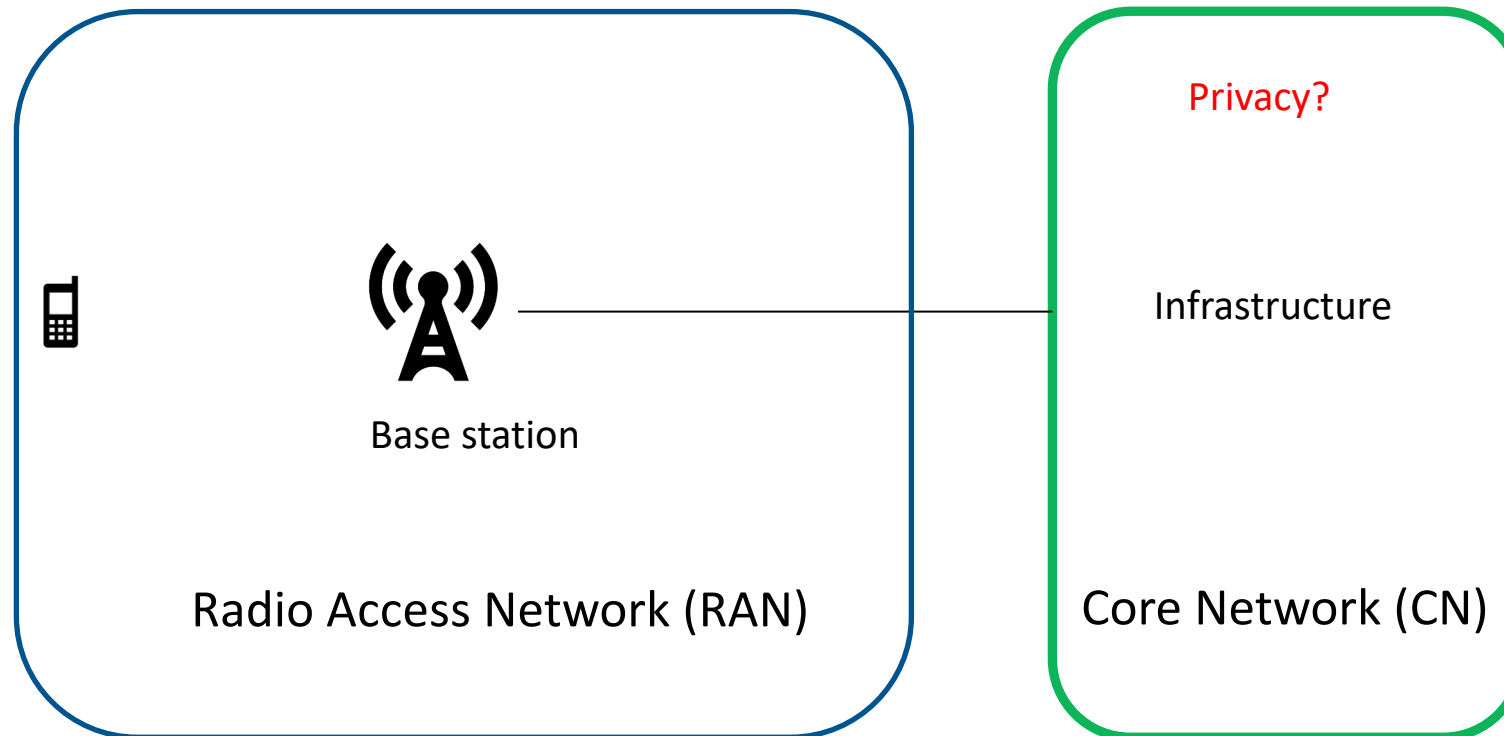 Privacy?
Infrastructure
Base station
Radio Access Network (RAN)
Core Network (CN)